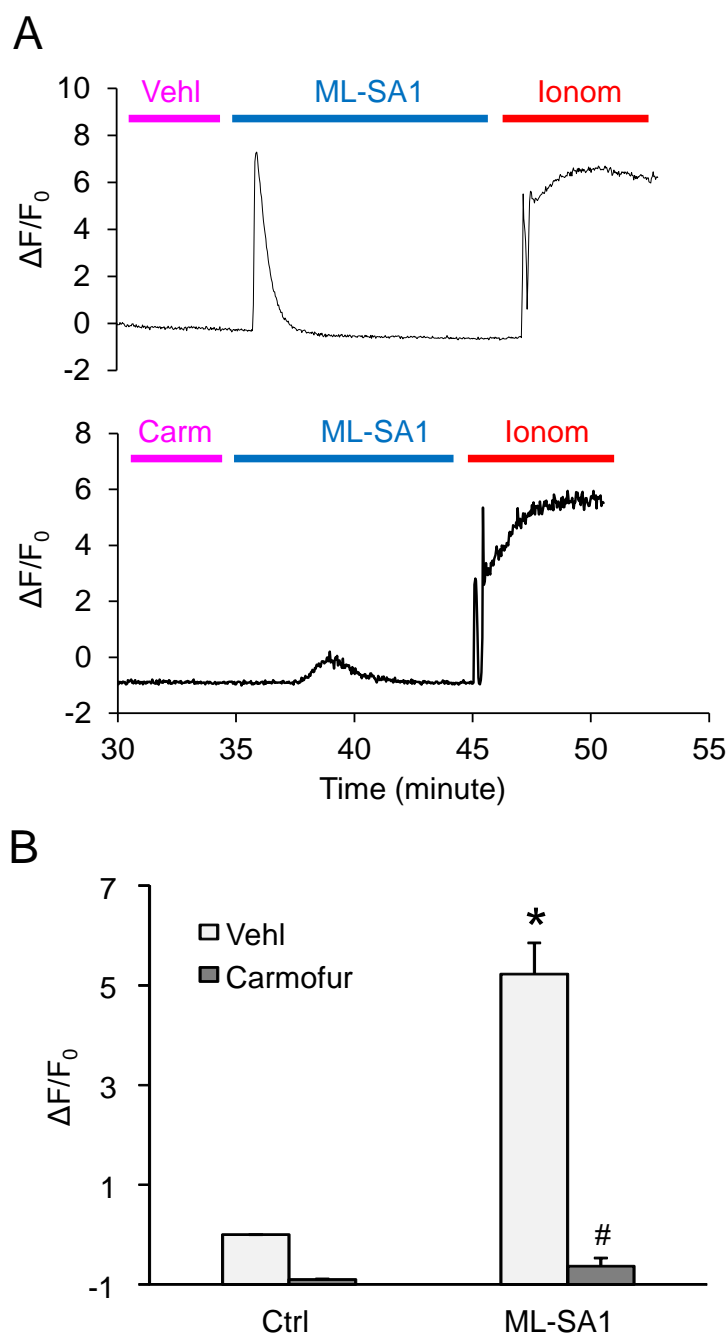 A
Vehl ML-SA1 Ionom
10
8
6
4
2
0
-2
ΔF/F0
Carm ML-SA1 Ionom
8
6
4
2
0
-2
ΔF/F0
30 35 40 45 50 55
Time (minute)
B
7
5
3
1
-1
ΔF/F0
Vehl
Carmofur
*
#
Ctrl ML-SA1